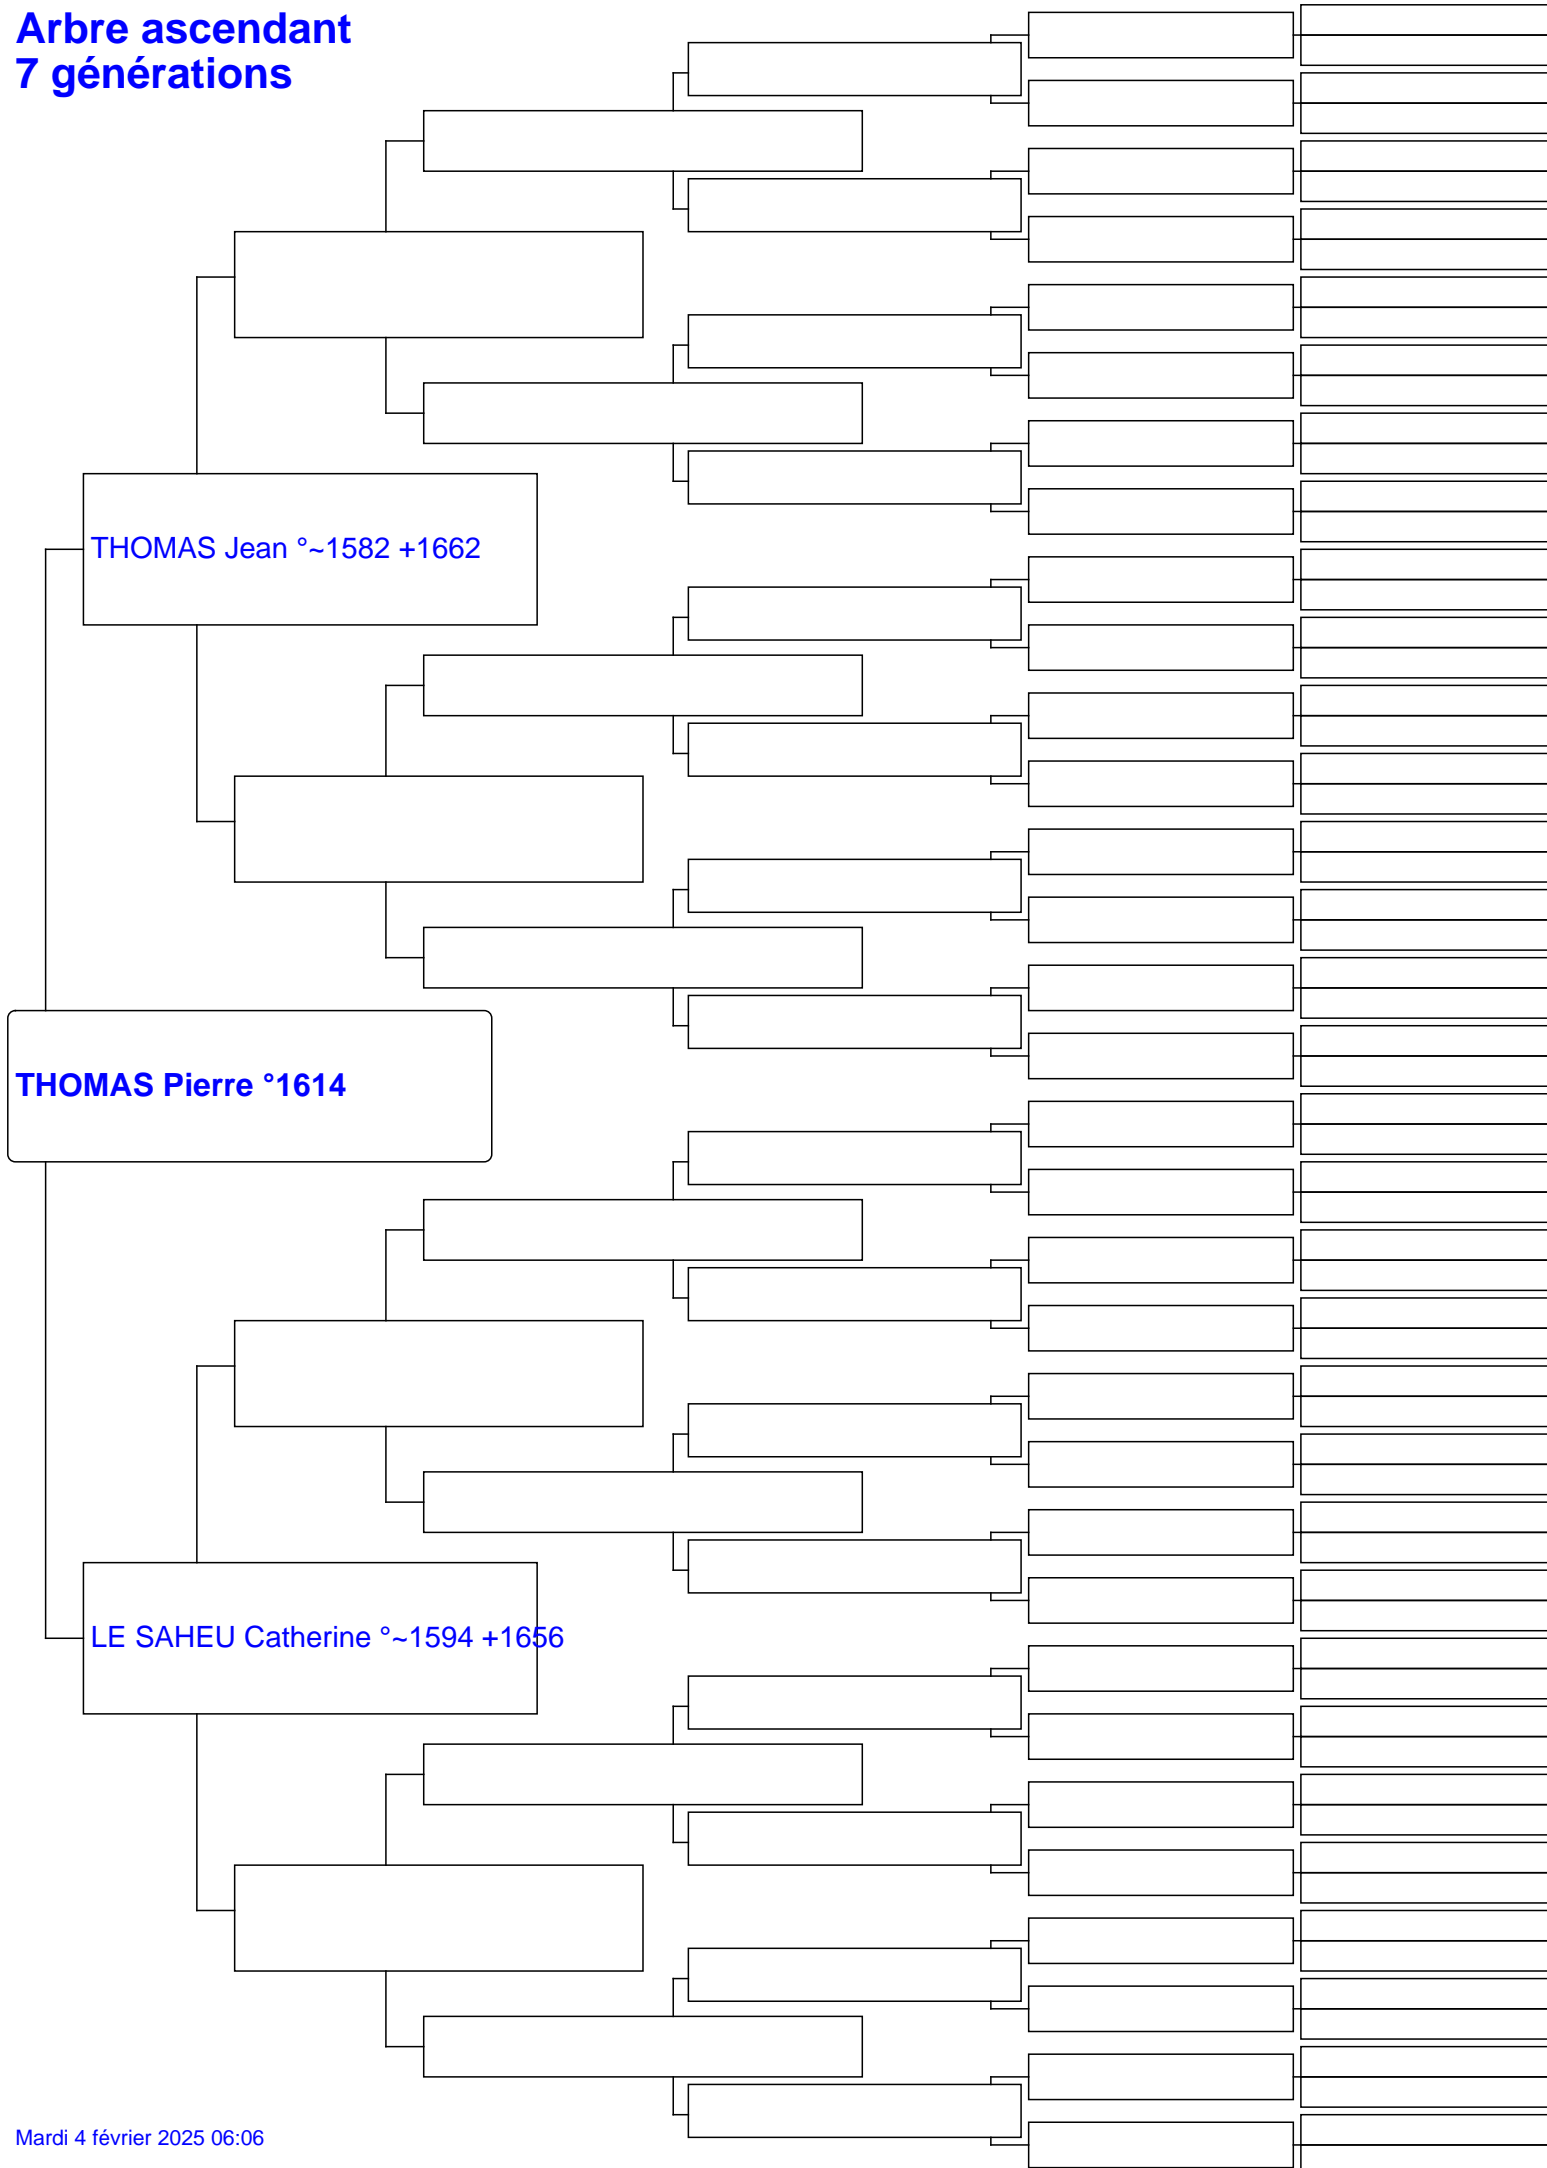 Arbre ascendant
7 générations
THOMAS Jean °~1582 +1662
THOMAS Pierre °1614
LE SAHEU Catherine °~1594 +1656
Mardi 4 février 2025 06:06